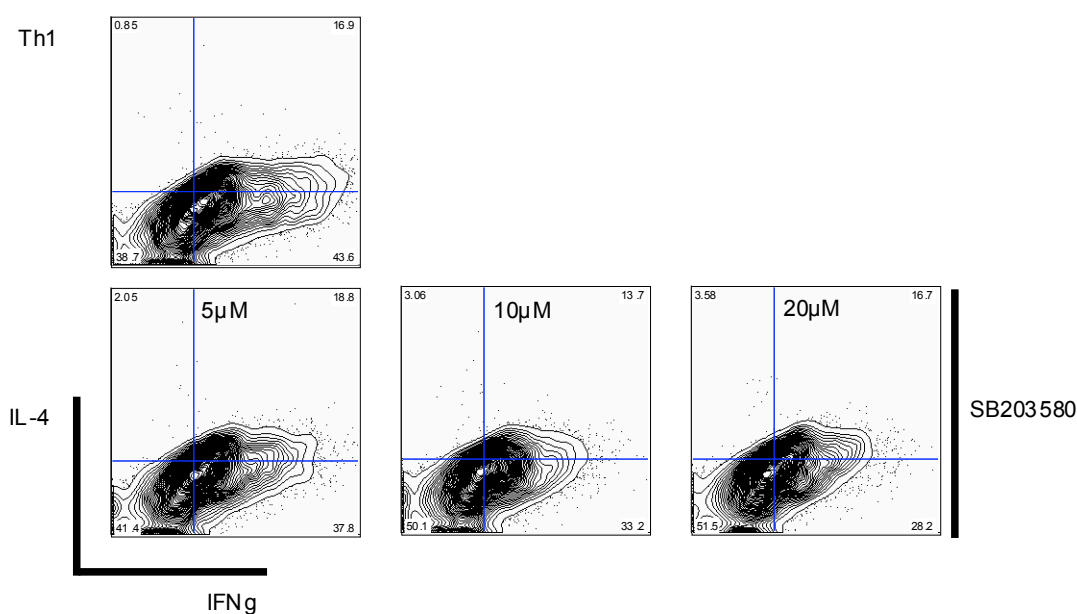 Th1
0.85 16.9
38.7 43.6
2.05 18.8
5µM
41.4 37.8
3.06 13.7
10µM
50.1 33.2
3.58 16.7
20µM
51.5 28.2
SB203580
IL-4
IFNg